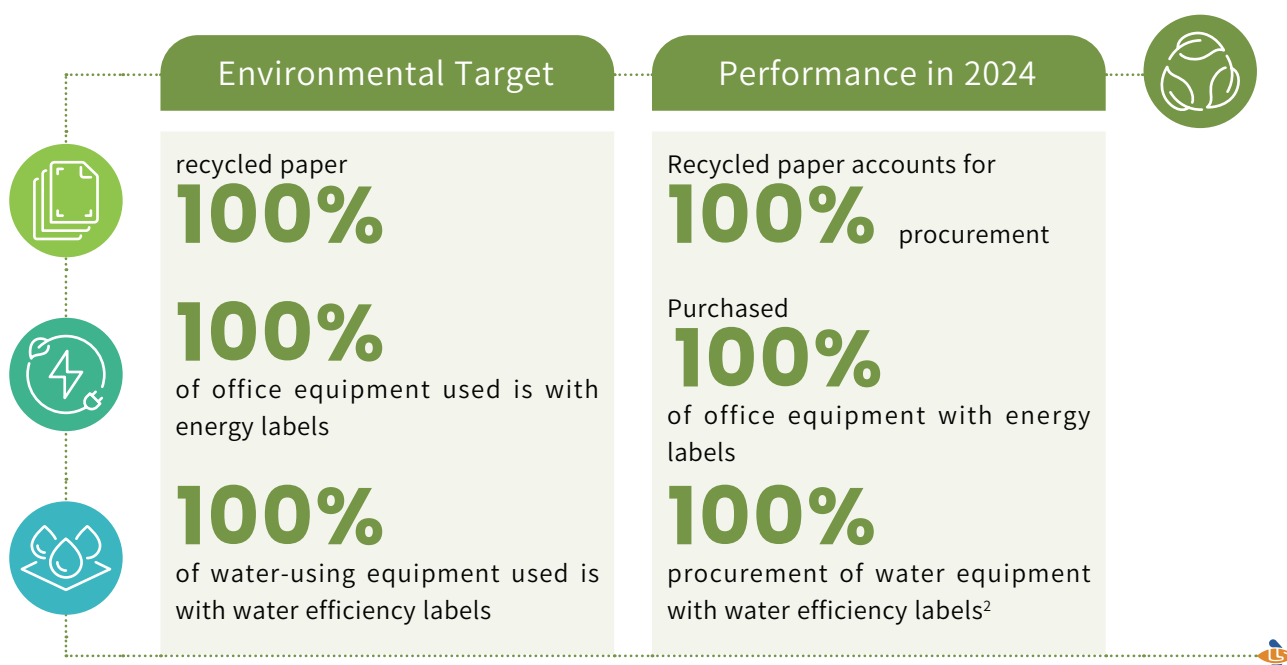 Environmental Target
Performance in 2024
recycled paper
100%
100%
of office equipment used is with
energy labels
100%
of water-using equipment used is
with water efficiency labels
Recycled paper accounts for
100% procurement
Purchased
100%
of office equipment with energy
labels
100%
procurement of water equipment
with water efficiency labels²